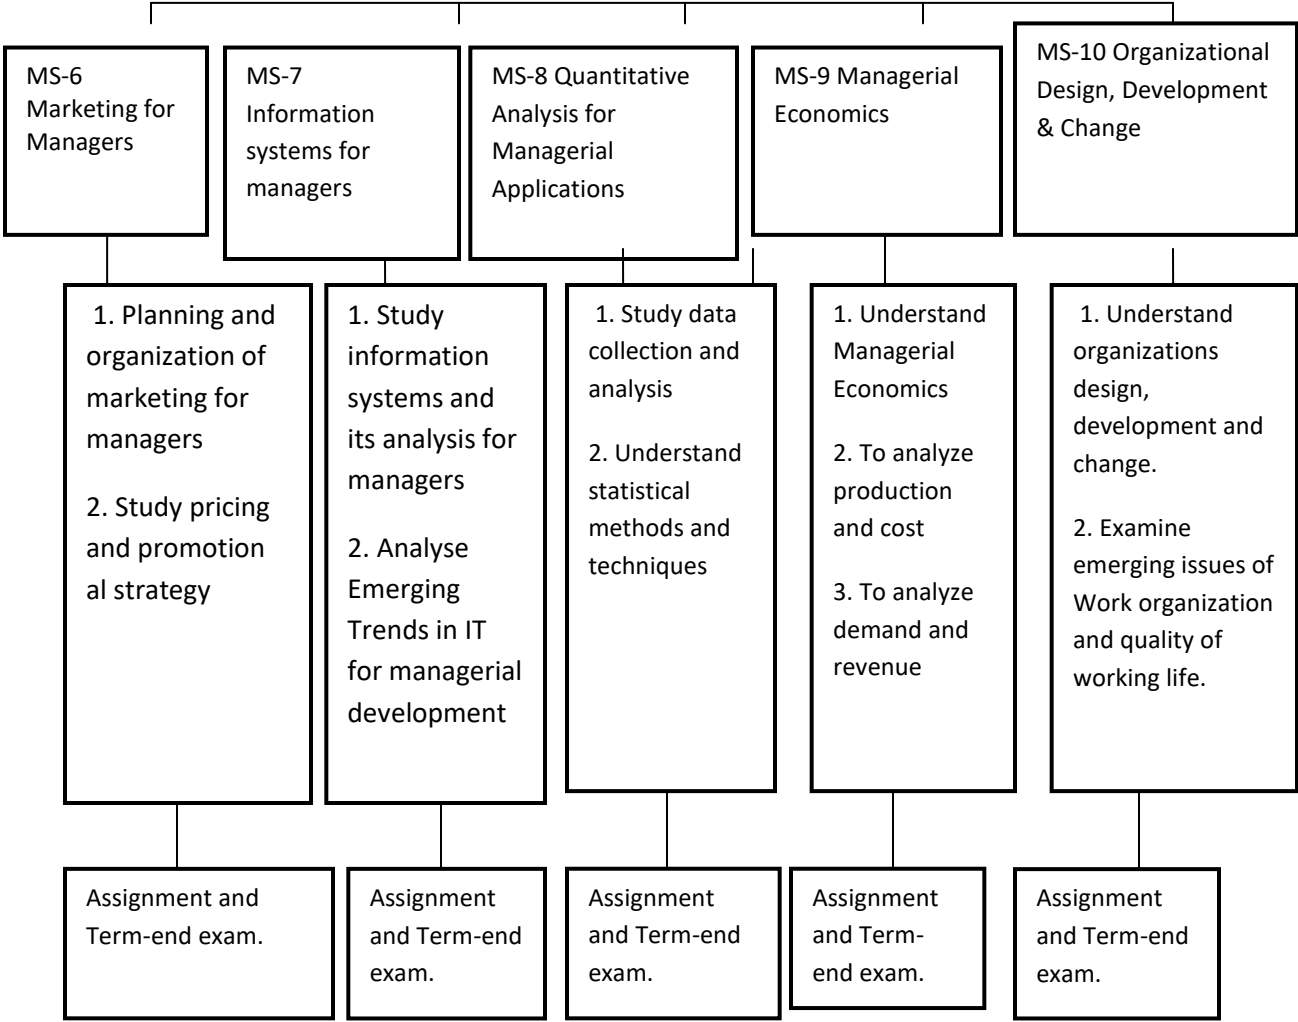 MS-6
Marketing for
Managers
MS-7
Information
systems for
managers
MS-8 Quantitative
Analysis for
Managerial
Applications
MS-9 Managerial
Economics
MS-10 Organizational
Design, Development
& Change
1. Planning and
organization of
marketing for
managers
2. Study pricing
and promotion
al strategy
1. Study
information
systems and
its analysis for
managers
2. Analyse
Emerging
Trends in IT
for managerial
development
1. Study data
collection and
analysis
2. Understand
statistical
methods and
techniques
1. Understand
Managerial
Economics
2. To analyze
production
and cost
3. To analyze
demand and
revenue
1. Understand
organizations
design,
development and
change.
2. Examine
emerging issues of
Work organization
and quality of
working life.
Assignment and
Term-end exam.
Assignment
and Term-end
exam.
Assignment
and Term-end
exam.
Assignment
and Term-
end exam.
Assignment
and Term-end
exam.